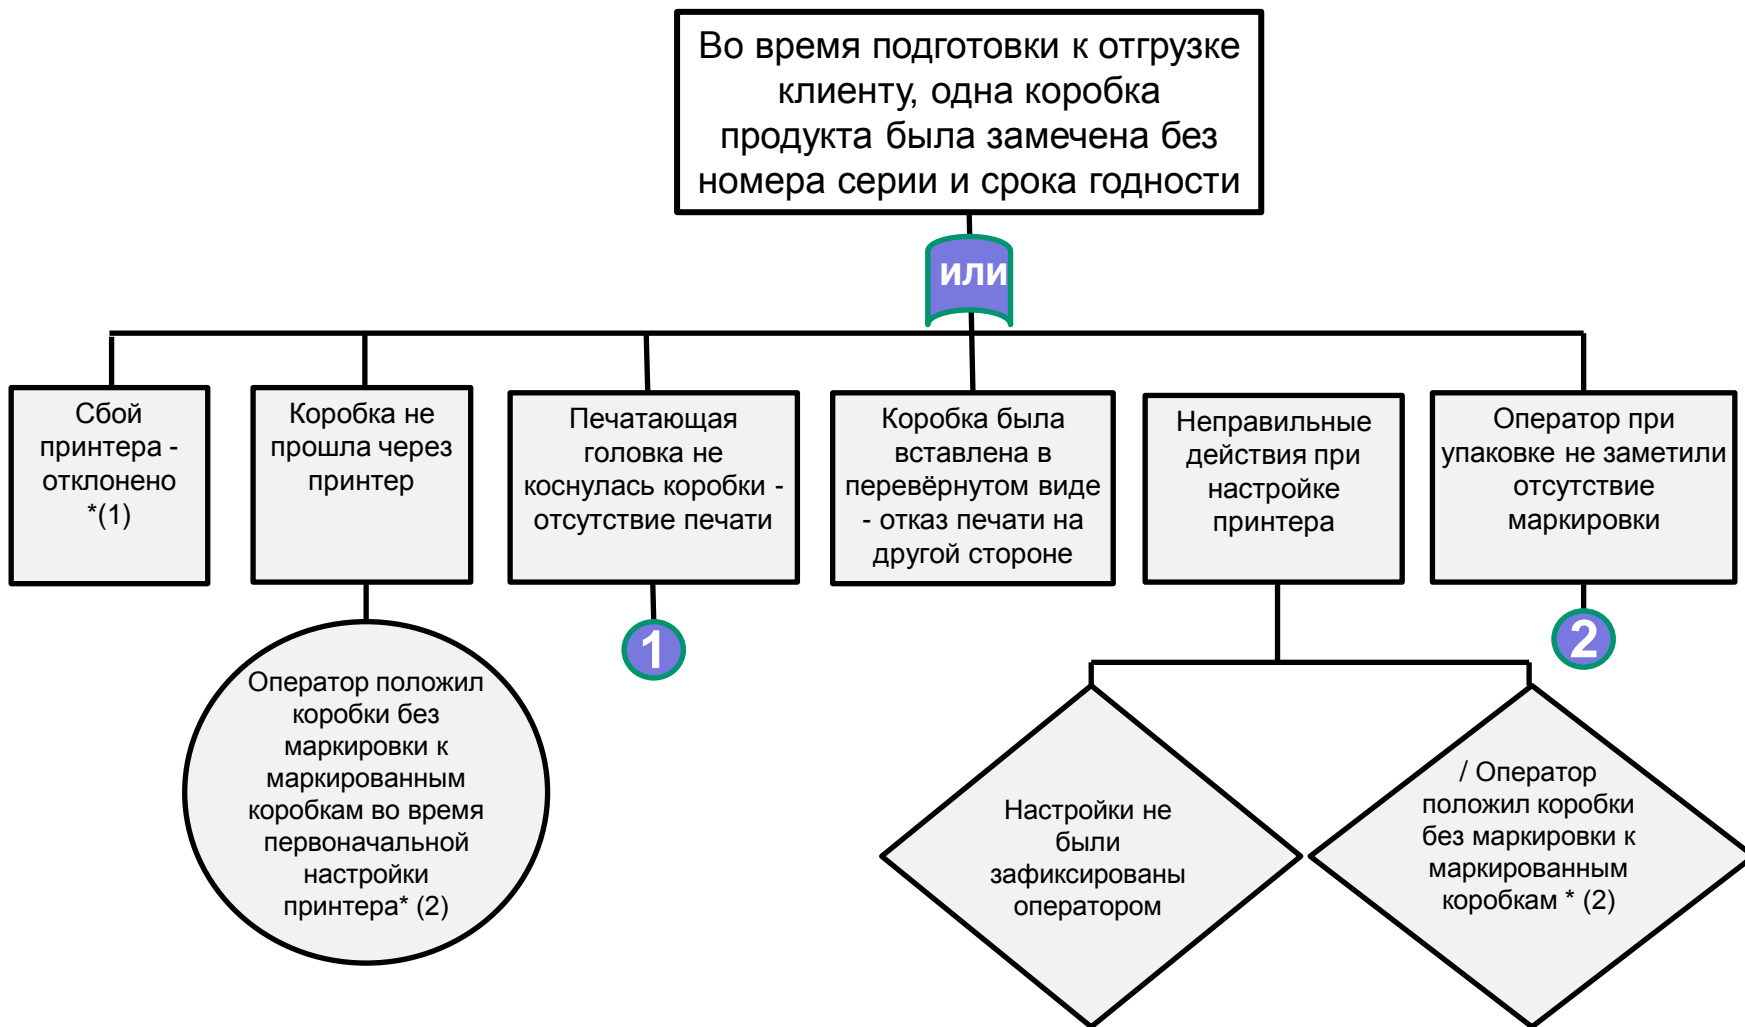 Во время подготовки к отгрузке
клиенту, одна коробка
продукта была замечена без
номера серии и срока годности
или
Сбой
принтера -
отклонено
*(1)
Коробка не
прошла через
принтер
Печатающая
головка не
коснулась коробки -
отсутствие печати
Коробка была
вставлена в
перевёрнутом виде
- отказ печати на
другой стороне
Неправильные
действия при
настройке
принтера
Оператор при
упаковке не заметили
отсутствие
маркировки
1
2
Оператор положил
коробки без
маркировки к
маркированным
коробкам во время
первоначальной
настройки
принтера* (2)
Настройки не
были
зафиксированы
оператором
/ Оператор
положил коробки
без маркировки к
маркированным
коробкам * (2)